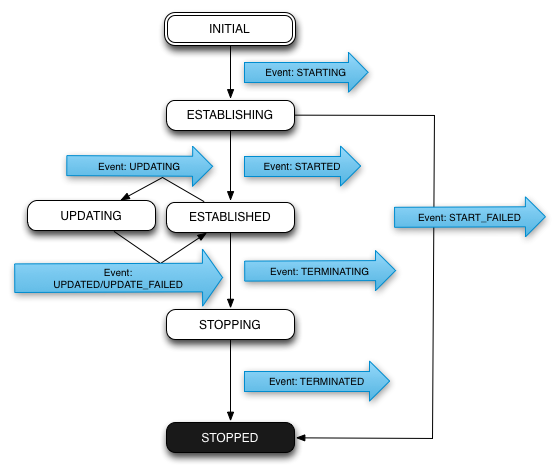 INITIAL
Event: STARTING
ESTABLISHING
Event: UPDATING
Event: STARTED
UPDATING
ESTABLISHED
Event: START_FAILED
Event:
UPDATED/UPDATE_FAILED
Event: TERMINATING
STOPPING
Event: TERMINATED
STOPPED